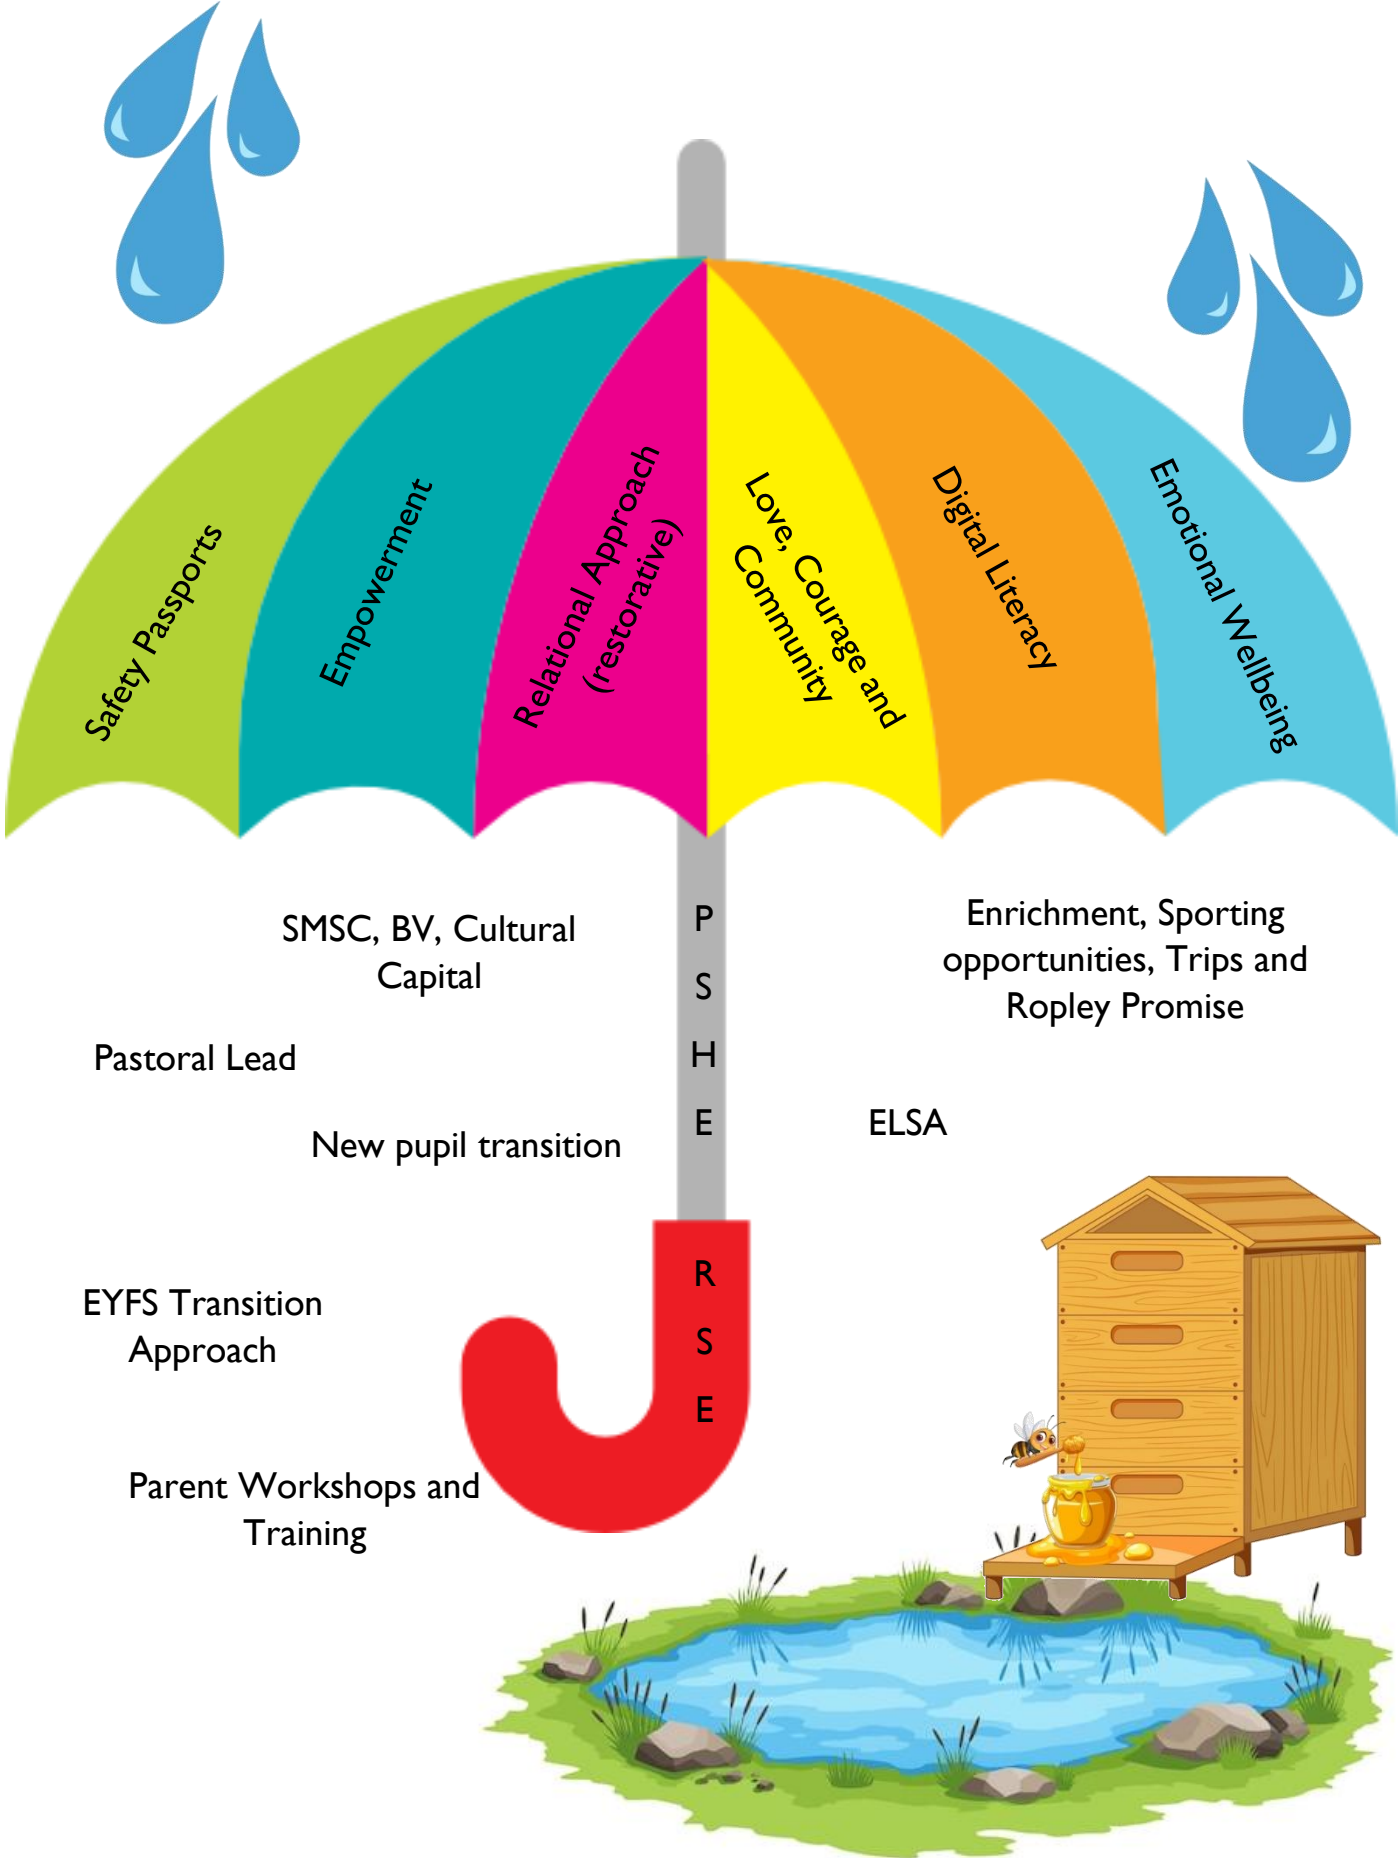 Safety Passports
Empowerment
Relational Approach
(restorative)
Love, Courage and
Community
Digital Literacy
Emotional Wellbeing
SMSC, BV, Cultural
Capital
Pastoral Lead
New pupil transition
EYFS Transition
Approach
Parent Workshops and
Training
P
S
H
E
R
S
E
Enrichment, Sporting
opportunities, Trips and
Ropley Promise
ELSA